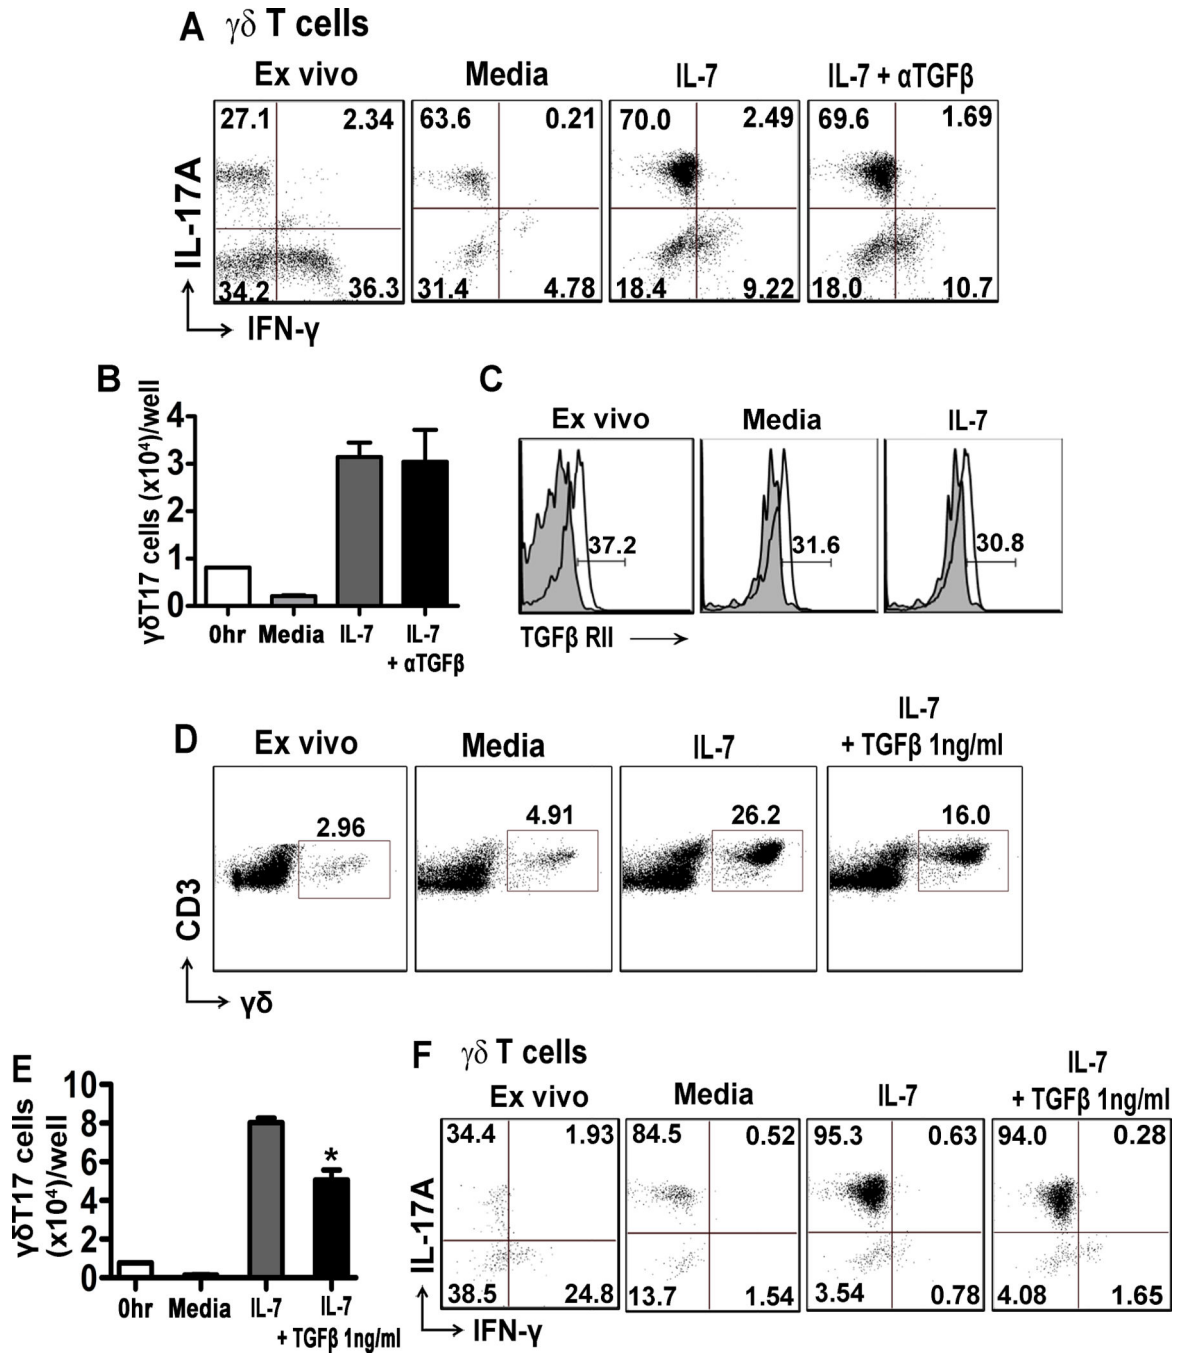 A γδ T cells
Ex vivo Media IL-7 IL-7 + αTGFβ
27.1 2.34 63.6 0.21 70.0 2.49 69.6 1.69
IL-17A
34.2 36.3 31.4 4.78 18.4 9.22 18.0 10.7
IFN-γ
B
γδT17 cells (x10⁴)/well
4
3
2
1
0
0hr Media IL-7 IL-7
+ αTGFβ
C
Ex vivo Media IL-7
37.2 31.6 30.8
TGFβ RII
D
Ex vivo Media IL-7 IL-7
+ TGFβ 1ng/ml
2.96 4.91 26.2 16.0
CD3
γδ
E
γδT17 cells
(x10⁴)/well
10
8
6
4
2
0
*
0hr Media IL-7 IL-7
+ TGFβ 1ng/ml
F γδ T cells
Ex vivo Media IL-7 IL-7
+ TGFβ 1ng/ml
34.4 1.93 84.5 0.52 95.3 0.63 94.0 0.28
IL-17A
38.5 24.8 13.7 1.54 3.54 0.78 4.08 1.65
IFN-γ